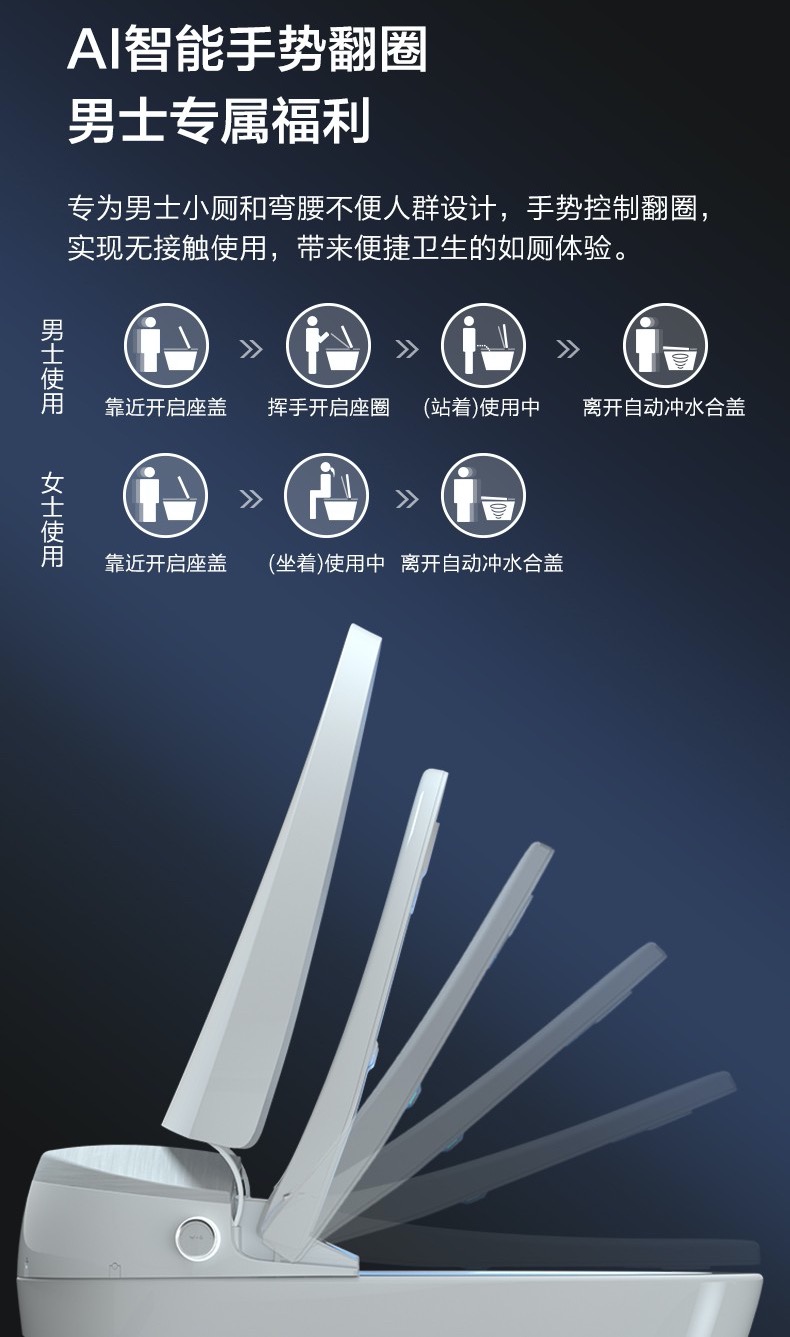 AI智能手势翻圈
男士专属福利
专为男士小厕和弯腰不便人群设计，手势控制翻圈，
实现无接触使用，带来便捷卫生的如厕体验。
男士使用
靠近开启座盖 >> 挥手开启座圈 >> (站着)使用中 >> 离开自动冲水合盖
女士使用
靠近开启座盖 >> (坐着)使用中 >> 离开自动冲水合盖